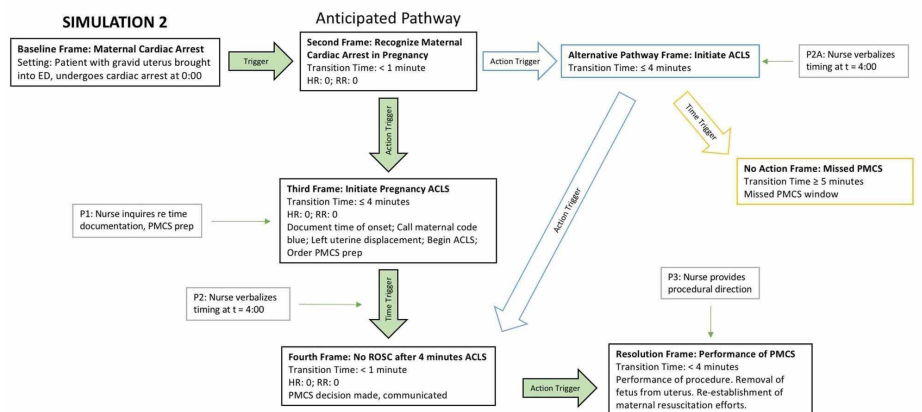 SIMULATION 2
Anticipated Pathway
Baseline Frame: Maternal Cardiac Arrest
Setting: Patient with gravid uterus brought
into ED, undergoes cardiac arrest at 0:00
Trigger
Second Frame: Recognize Maternal
Cardiac Arrest in Pregnancy
Transition Time: < 1 minute
HR: 0; RR: 0
Action Trigger
Alternative Pathway Frame: Initiate ACLS
Transition Time: ≤ 4 minutes
P2A: Nurse verbalizes
timing at t = 4:00
Action Trigger
Time Trigger
No Action Frame: Missed PMCS
Transition Time ≥ 5 minutes
Missed PMCS window
Third Frame: Initiate Pregnancy ACLS
Transition Time: ≤ 4 minutes
HR: 0; RR: 0
Document time of onset; Call maternal code
blue; Left uterine displacement; Begin ACLS;
Order PMCS prep
P1: Nurse inquires re time
documentation, PMCS prep
Action Trigger
P2: Nurse verbalizes
timing at t = 4:00
Time Trigger
P3: Nurse provides
procedural direction
Fourth Frame: No ROSC after 4 minutes ACLS
Transition Time: < 1 minute
HR: 0; RR: 0
PMCS decision made, communicated
Action Trigger
Resolution Frame: Performance of PMCS
Transition Time: < 4 minutes
Performance of procedure. Removal of
fetus from uterus. Re-establishment of
maternal resuscitation efforts.